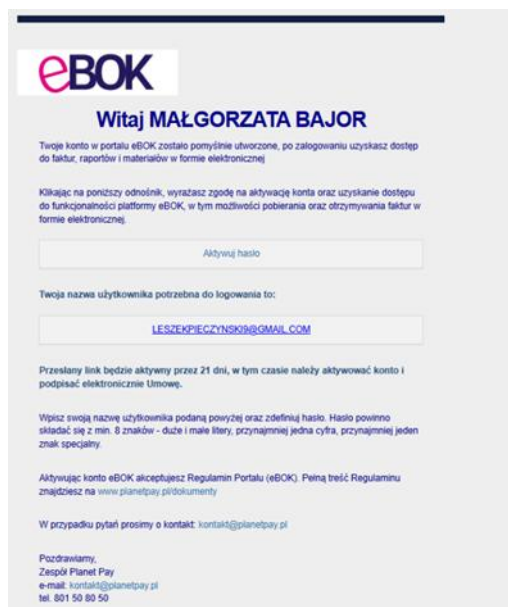 eBOK
Witaj MAŁGORZATA BAJOR
Twoje konto w portalu eBOK zostało pomyślnie utworzone, po zalogowaniu uzyskasz dostęp
do faktur, raportów i materiałów w formie elektronicznej
Klikając na poniższy odnośnik, wyrażasz zgodę na aktywację konta oraz uzyskanie dostępu
do funkcjonalności platformy eBOK, w tym możliwości pobierania oraz otrzymywania faktur w
formie elektronicznej.
Aktywuj hasło
Twoja nazwa użytkownika potrzebna do logowania to:
LESZEKPIECZYNSKI9@GMAIL.COM
Przesłany link będzie aktywny przez 21 dni, w tym czasie należy aktywować konto i
podpisać elektronicznie Umowę.
Wpisz swoją nazwę użytkownika podaną powyżej oraz zdefiniuj hasło. Hasło powinno
składać się z min. 8 znaków - duże i małe litery, przynajmniej jedna cyfra, przynajmniej jeden
znak specjalny.
Aktywując konto eBOK akceptujesz Regulamin Portalu (eBOK). Pełną treść Regulaminu
znajdziesz na www.planetpay.pl/dokumenty
W przypadku pytań prosimy o kontakt: kontakt@planetpay.pl
Pozdrawiamy,
Zespół Planet Pay
e-mail: kontakt@planetpay.pl
tel. 801 50 80 50